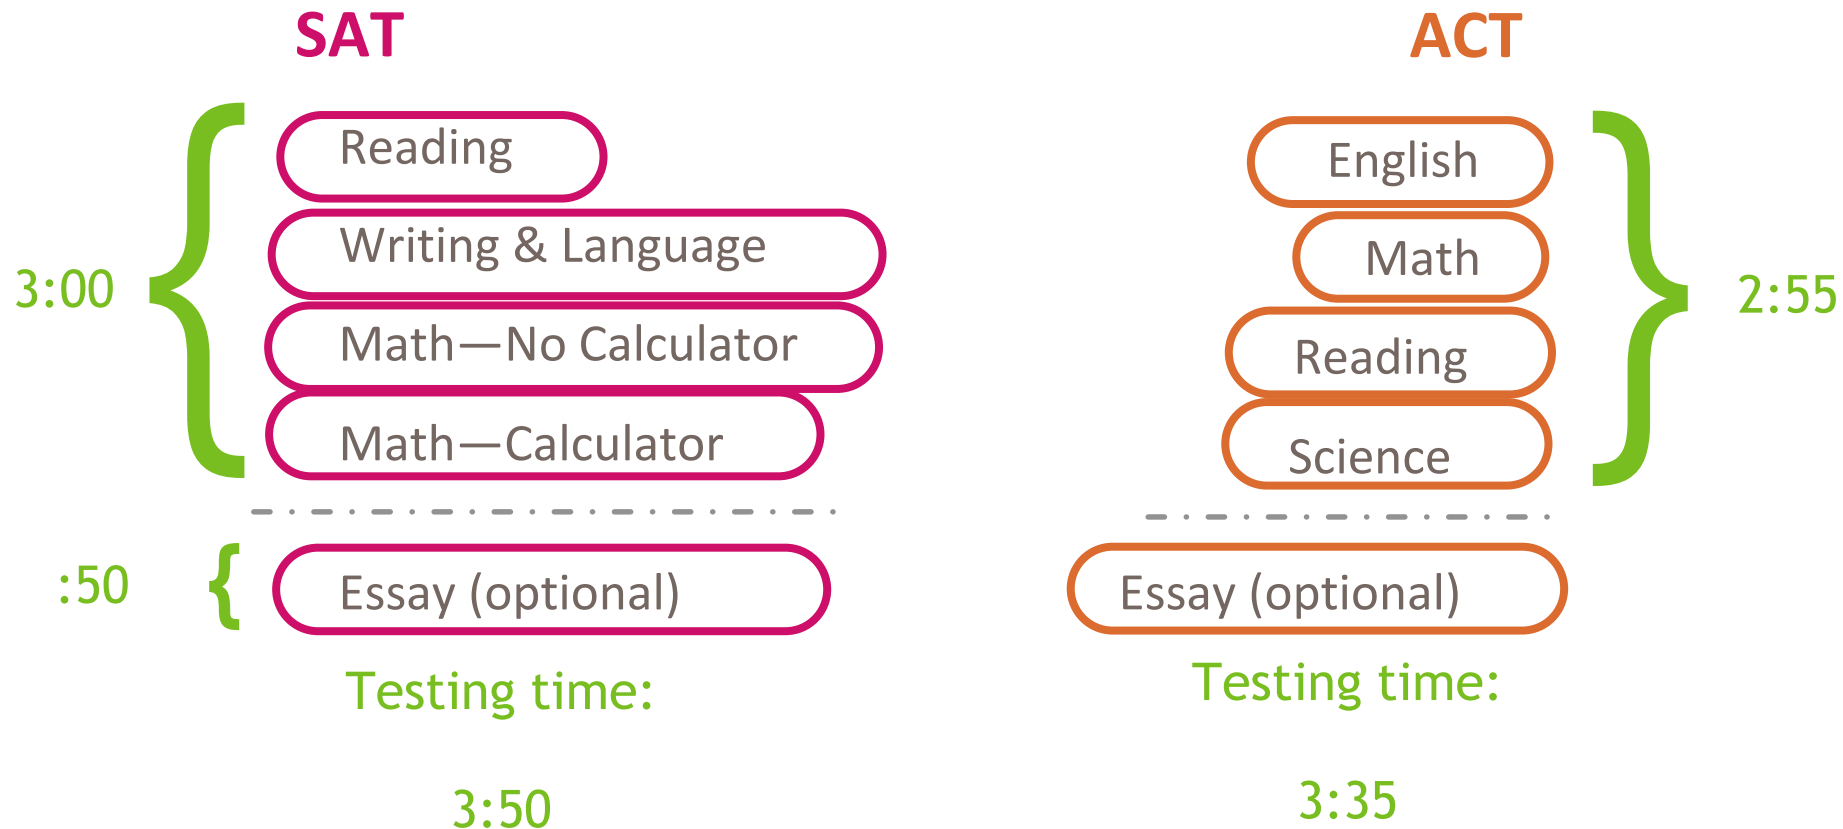 SAT
Reading
Writing & Language
Math—No Calculator
Math—Calculator
3:00
Essay (optional)
:50
Testing time:
3:50
ACT
English
Math
Reading
Science
2:55
Essay (optional)
Testing time:
3:35